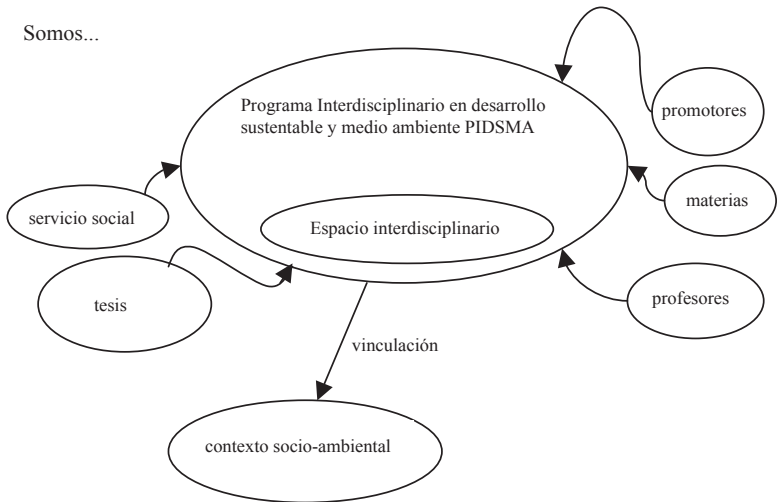 Somos...
Programa Interdisciplinario en desarrollo
sustentable y medio ambiente PIDSMA
promotores
materias
servicio social
Espacio interdisciplinario
tesis
profesores
vinculación
contexto socio-ambiental